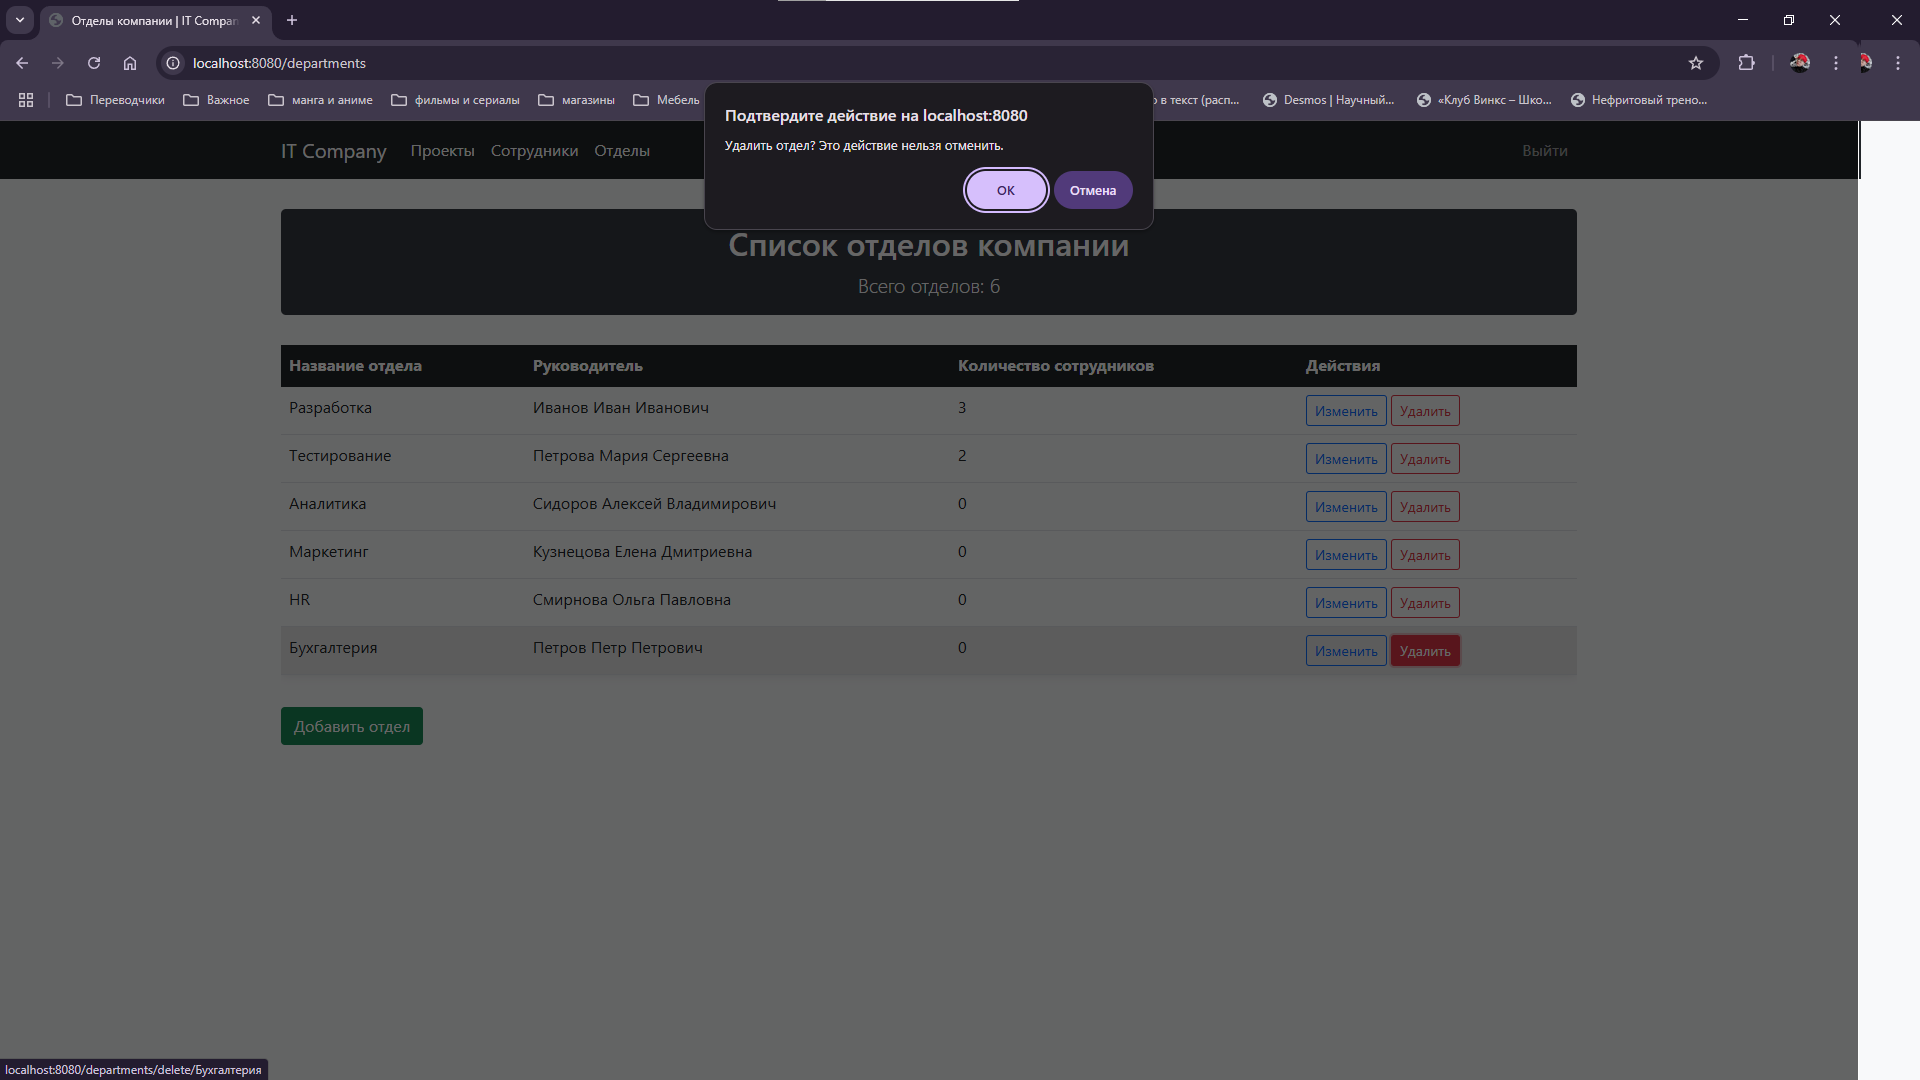 Отделы компании | IT Compan
localhost:8080/departments
Переводчики
Важное
манга и аниме
фильмы и сериалы
магазины
Мебель
о в текст (расп...
Desmos | Научный...
«Клуб Винкс – Шко...
Нефритовый трено...
Подтвердите действие на localhost:8080
Удалить отдел? Это действие нельзя отменить.
ОК
Отмена
IT Company
Проекты
Сотрудники
Отделы
Выйти
Список отделов компании
Всего отделов: 6
Название отдела Руководитель Количество сотрудников Действия
Разработка Иванов Иван Иванович 3 Изменить Удалить
Тестирование Петрова Мария Сергеевна 2 Изменить Удалить
Аналитика Сидоров Алексей Владимирович 0 Изменить Удалить
Маркетинг Кузнецова Елена Дмитриевна 0 Изменить Удалить
HR Смирнова Ольга Павловна 0 Изменить Удалить
Бухгалтерия Петров Петр Петрович 0 Изменить Удалить
Добавить отдел
localhost:8080/departments/delete/Бухгалтерия